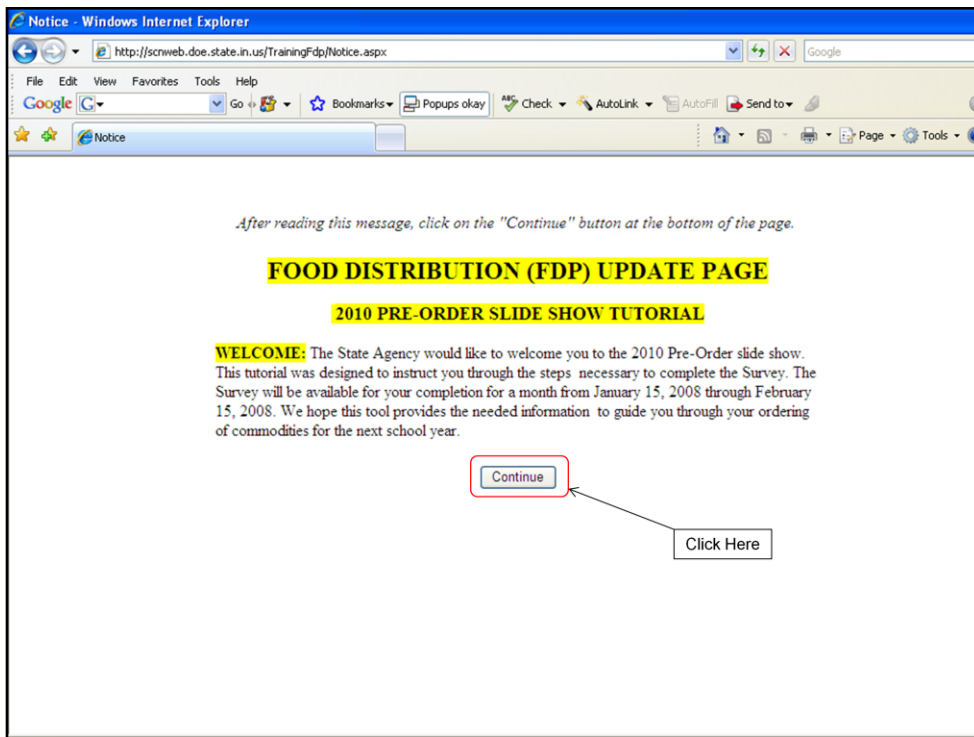 Notice - Windows Internet Explorer
http://scnweb.doe.state.in.us/TrainingFdp/Notice.aspx
Google
File Edit View Favorites Tools Help
Google G Go Bookmarks Popups okay ABC Check AutoLink AutoFill Send to
Notice Page Tools
After reading this message, click on the "Continue" button at the bottom of the page.
FOOD DISTRIBUTION (FDP) UPDATE PAGE
2010 PRE-ORDER SLIDE SHOW TUTORIAL
WELCOME: The State Agency would like to welcome you to the 2010 Pre-Order slide show.
This tutorial was designed to instruct you through the steps necessary to complete the Survey. The
Survey will be available for your completion for a month from January 15, 2008 through February
15, 2008. We hope this tool provides the needed information to guide you through your ordering
of commodities for the next school year.
Continue
Click Here